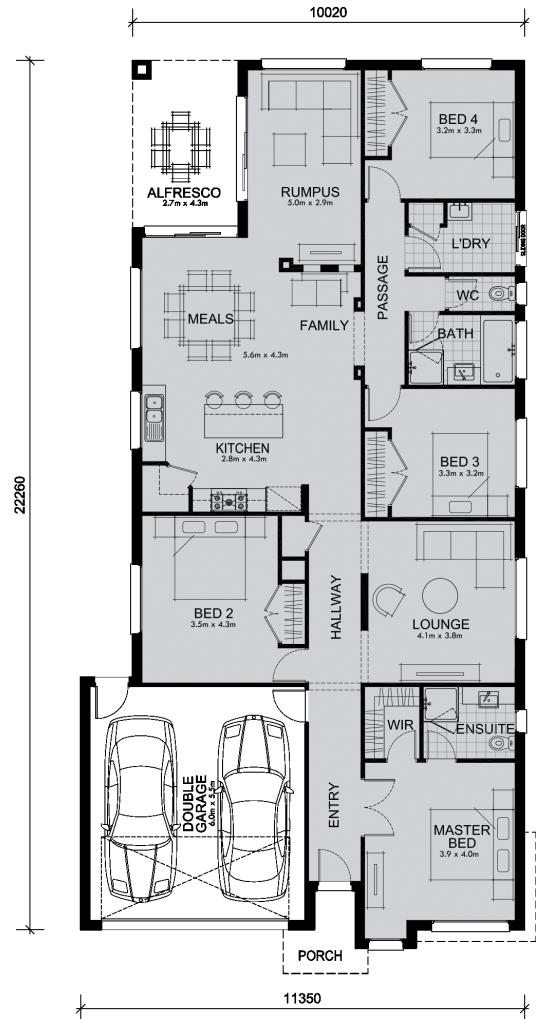 10020
22260
BED 4
3.2m x 3.3m
ALFRESCO
2.7m x 4.3m
RUMPUS
5.0m x 2.9m
L'DRY
SLIDING DOOR
PASSAGE
WC
MEALS
FAMILY
BATH
5.6m x 4.3m
KITCHEN
2.8m x 4.3m
BED 3
3.3m x 3.2m
BED 2
3.5m x 4.3m
HALLWAY
LOUNGE
4.1m x 3.8m
WIR
ENSUITE
DOUBLE
GARAGE
6.0m x 5.5m
ENTRY
MASTER
BED
3.9 x 4.0m
PORCH
11350